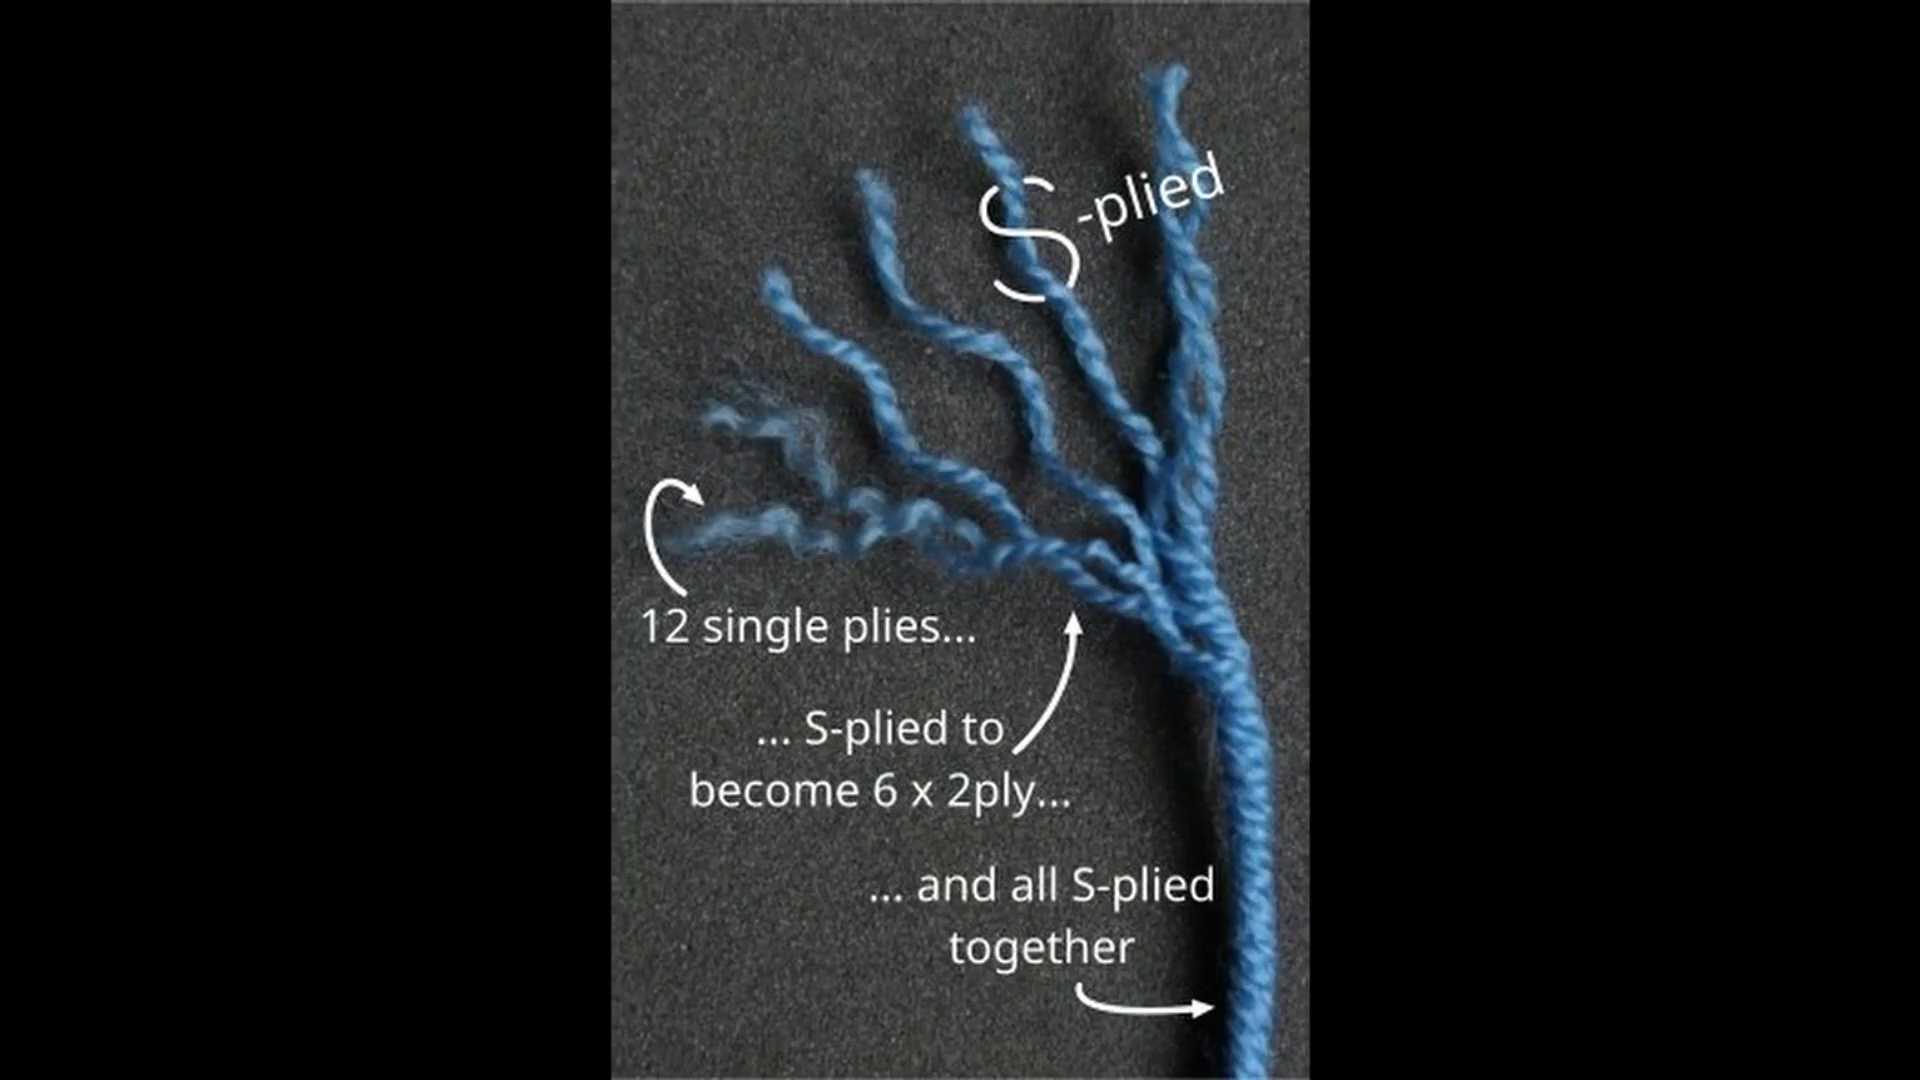 S-plied
12 single plies...
... S-plied to
become 6 x 2ply...
... and all S-plied
together